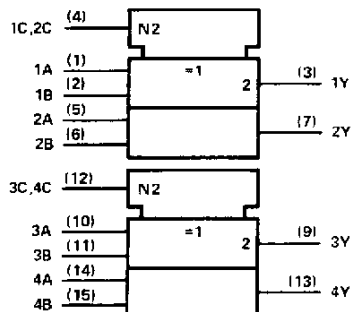 1C,2C (4) N2
1A (1) =1 (3) 1Y
1B (2) 2
2A (5) (7) 2Y
2B (6)
3C,4C (12) N2
3A (10) =1 (9) 3Y
3B (11) 2
4A (14) (13) 4Y
4B (15)